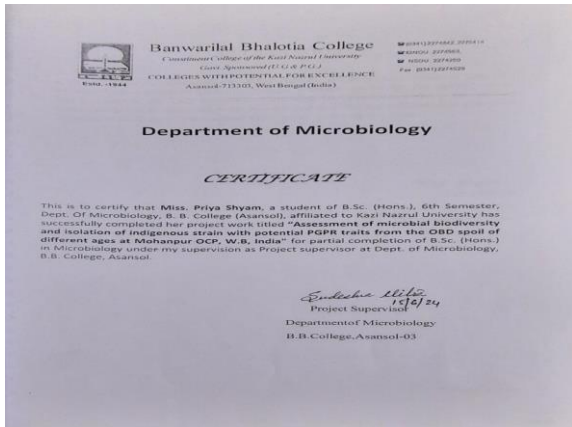 Banwarilal Bhalotia College
Constituent College of the Kazi Nazrul University
Govt. Sponsored (U.G & P.G.)
COLLEGES WITH POTENTIAL FOR EXCELLENCE
Asansol-713303, West Bengal (India)
Estd. -1944
Department of Microbiology
CERTIFICATE
This is to certify that Miss. Priya Shyam, a student of B.Sc. (Hons.), 6th Semester,
Dept. Of Microbiology, B. B. College (Asansol), affiliated to Kazi Nazrul University has
successfully completed her project work titled "Assessment of microbial biodiversity
and isolation of indigenous strain with potential PGPR traits from the OBD spoil of
different ages at Mohanpur OCP, W.B, India" for partial completion of B.Sc. (Hons.)
in Microbiology under my supervision as Project supervisor at Dept. of Microbiology,
B.B. College, Asansol.
15/6/24
Project Supervisor
Departmentof Microbiology
B.B.College,Asansol-03